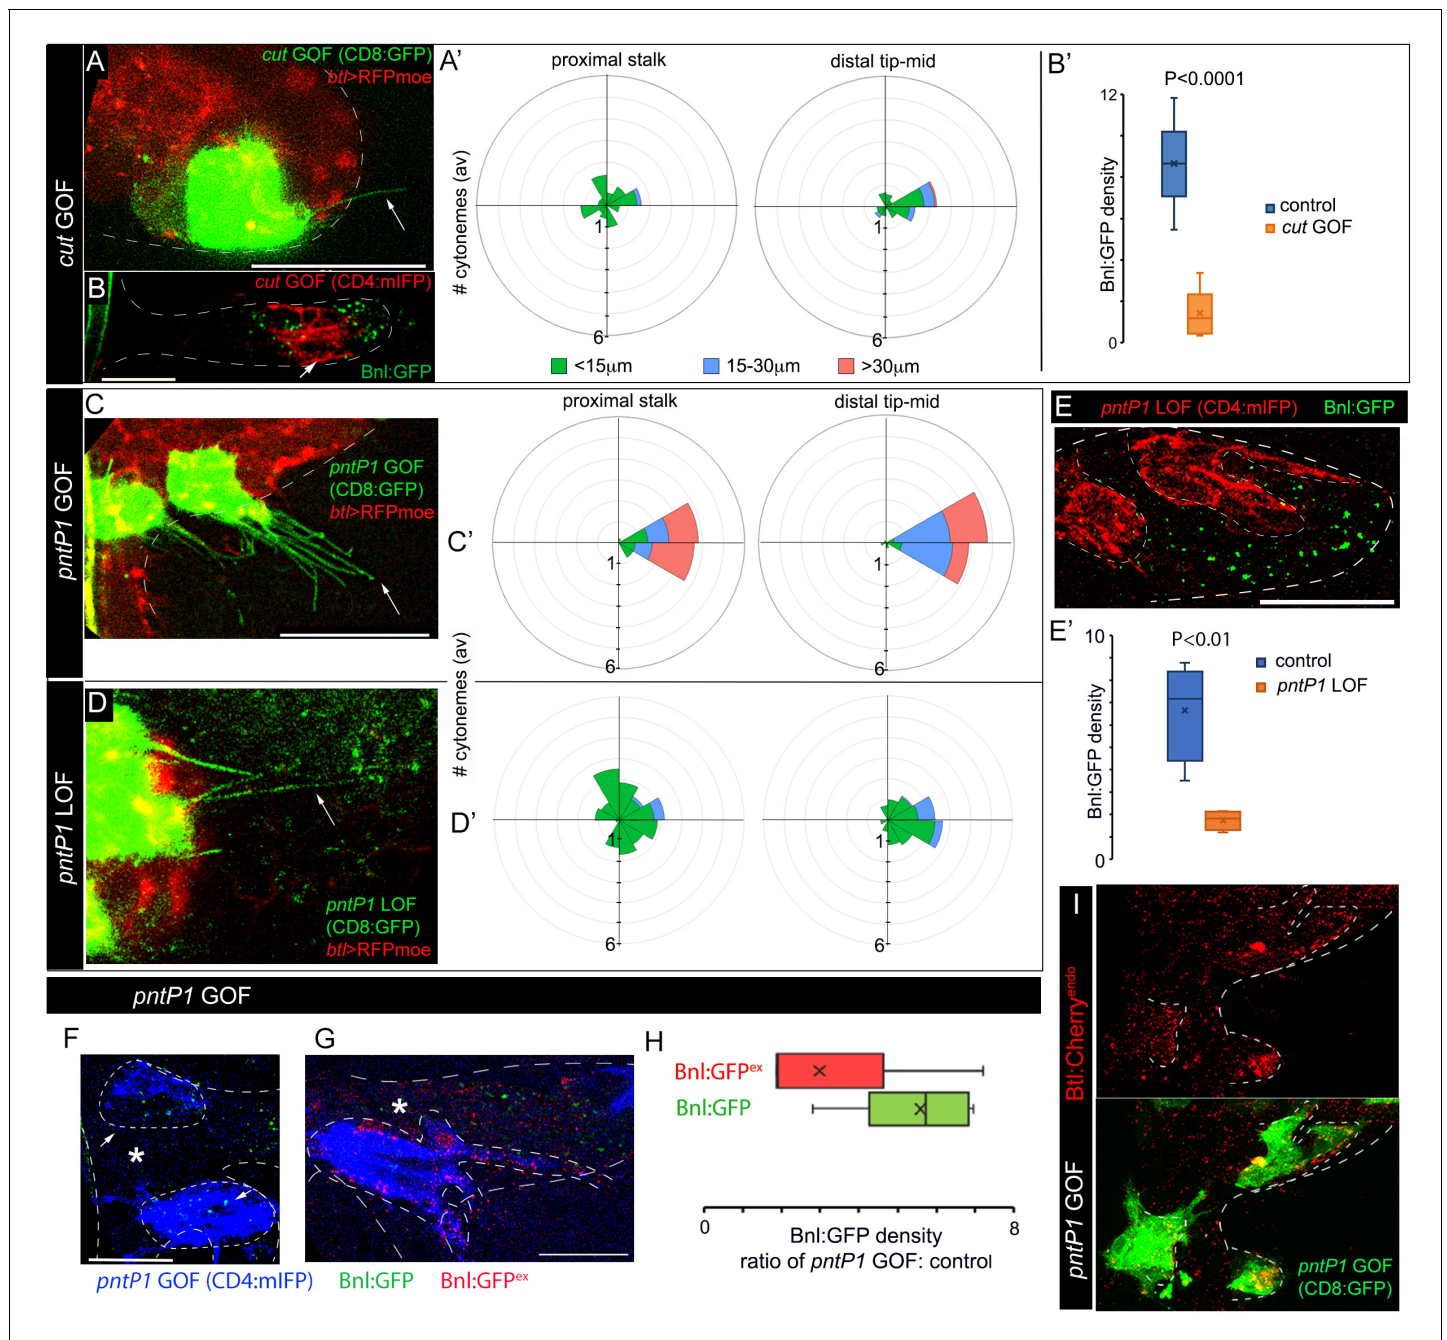 cut GOF
A
cut GOF (CD8:GFP)
btl>RFPmoe
B
cut GOF (CD4:mIFP)
Bnl:GFP
A'
proximal stalk
distal tip-mid
# cytonemes (av)
1
6
1
6
<15μm
15-30μm
>30μm
B'
P<0.0001
12
Bnl:GFP density
0
control
cut GOF
pntP1 GOF
C
pntP1 GOF
(CD8:GFP)
btl>RFPmoe
C'
proximal stalk
distal tip-mid
1
6
1
6
# cytonemes (av)
pntP1 LOF
D
pntP1 LOF
(CD8:GFP)
btl>RFPmoe
D'
1
6
1
6
E
pntP1 LOF (CD4:mIFP) Bnl:GFP
E'
P<0.01
10
Bnl:GFP density
0
control
pntP1 LOF
pntP1 GOF
F
*
pntP1 GOF (CD4:mIFP)
G
*
Bnl:GFP Bnl:GFPex
H
Bnl:GFPex
Bnl:GFP
0 8
Bnl:GFP density
ratio of pntP1 GOF: control
I
Btl:Cherryendo
pntP1 GOF
pntP1 GOF
(CD8:GFP)